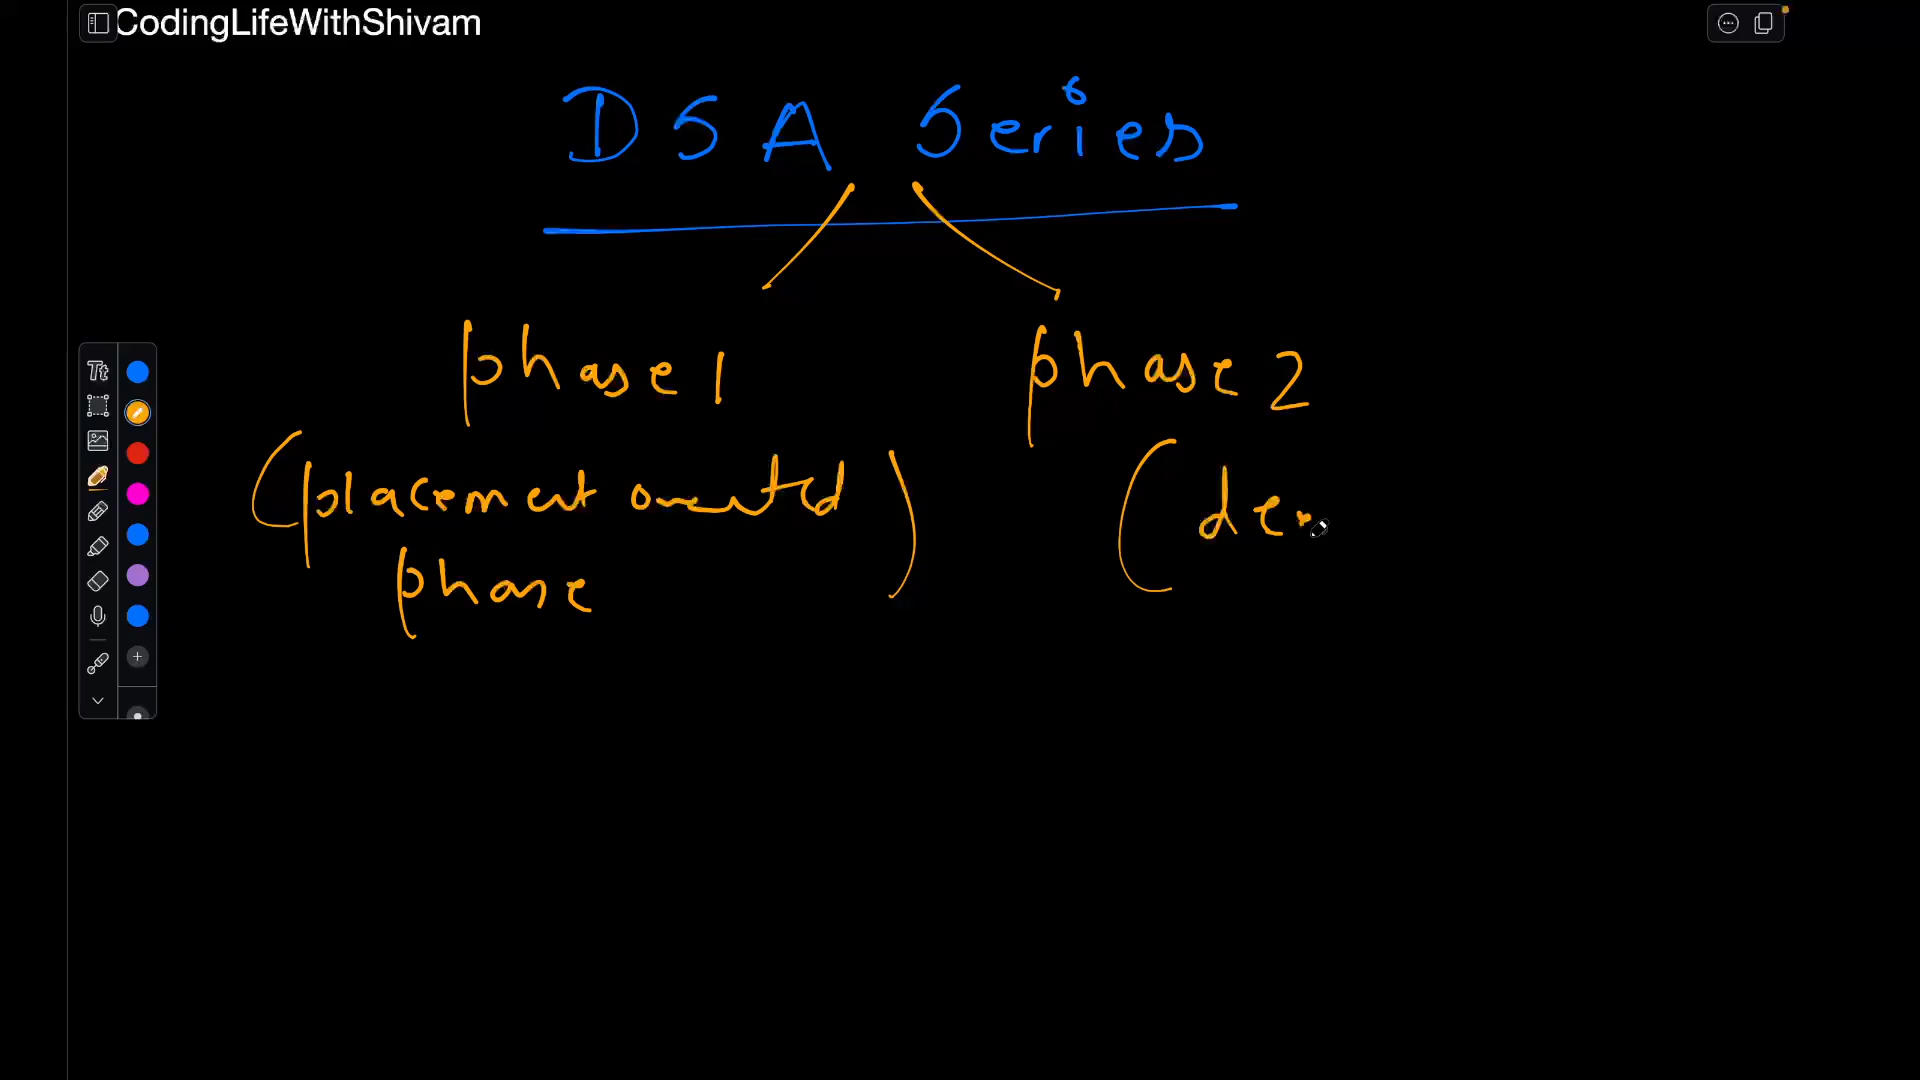 CodingLifeWithShivam
DSA Series
phase 1 phase 2
(placement oriented (de
phase)